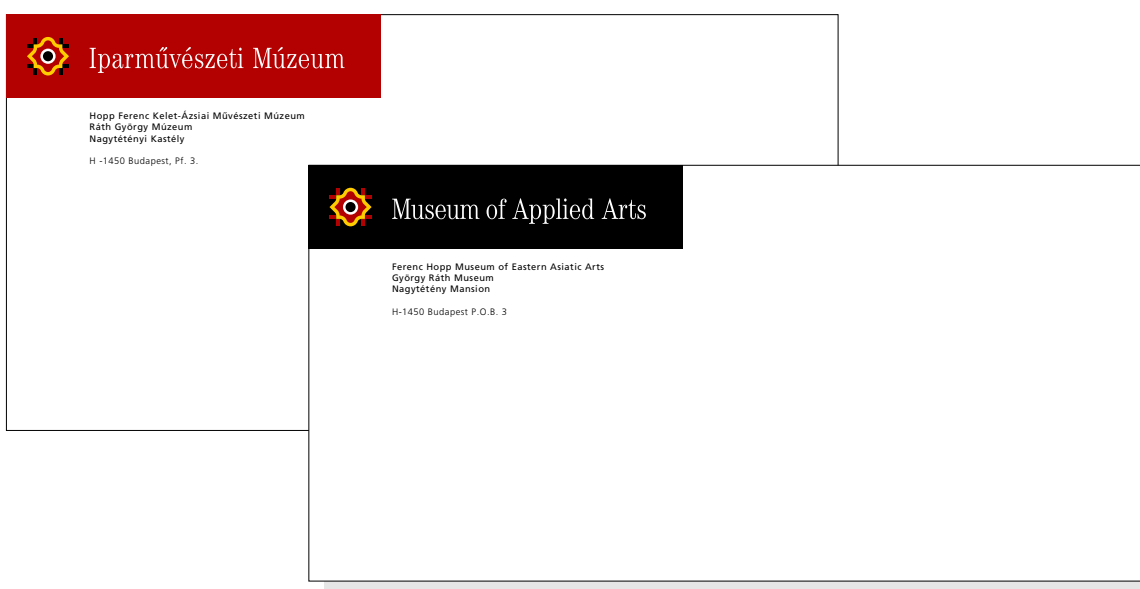 Iparművészeti Múzeum
Hopp Ferenc Kelet-Ázsiai Művészeti Múzeum
Ráth György Múzeum
Nagytétényi Kastély
H -1450 Budapest, Pf. 3.
Museum of Applied Arts
Ferenc Hopp Museum of Eastern Asiatic Arts
György Ráth Museum
Nagytétény Mansion
H-1450 Budapest P.O.B. 3